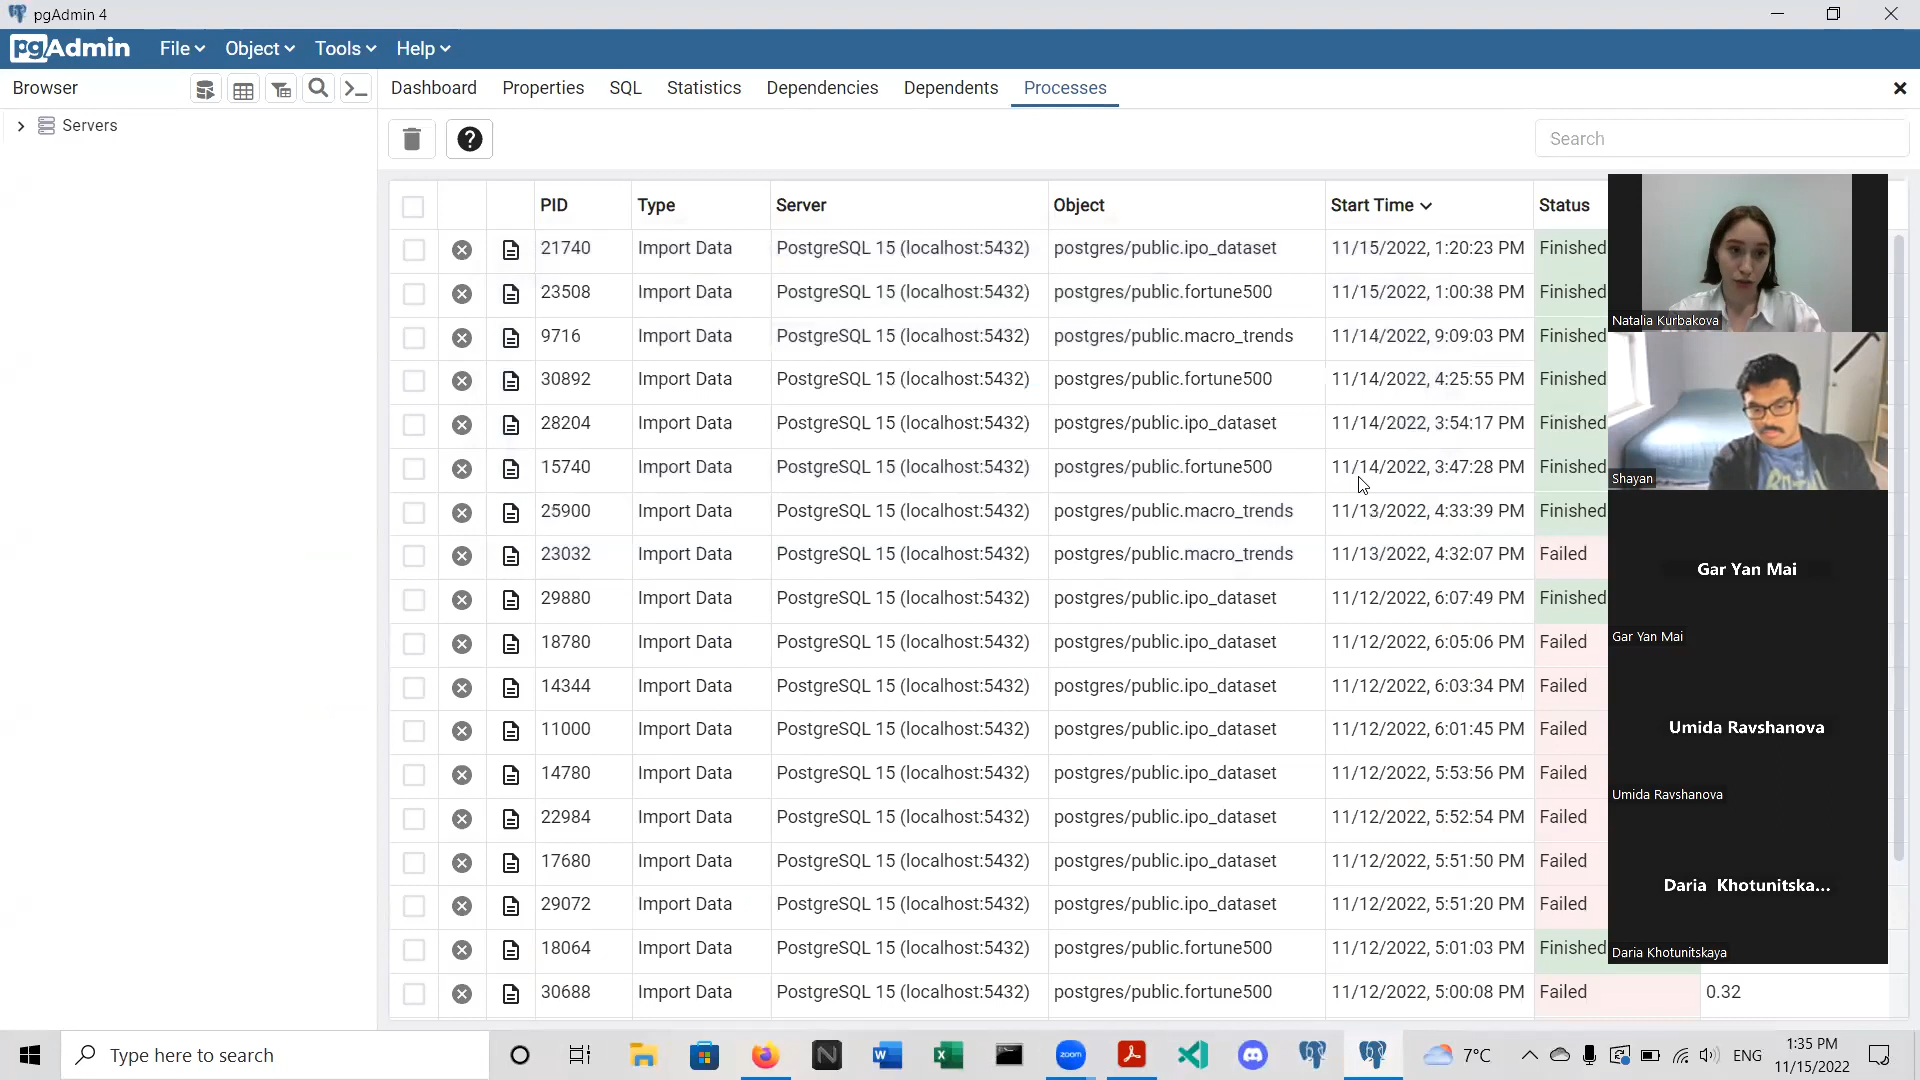 pgAdmin 4
pgAdmin File Object Tools Help
Browser
Dashboard Properties SQL Statistics Dependencies Dependents Processes
Servers
Search
PID Type Server Object Start Time Status
21740 Import Data PostgreSQL 15 (localhost:5432) postgres/public.ipo_dataset 11/15/2022, 1:20:23 PM Finished
23508 Import Data PostgreSQL 15 (localhost:5432) postgres/public.fortune500 11/15/2022, 1:00:38 PM Finished
Natalia Kurbakova
9716 Import Data PostgreSQL 15 (localhost:5432) postgres/public.macro_trends 11/14/2022, 9:09:03 PM Finished
30892 Import Data PostgreSQL 15 (localhost:5432) postgres/public.fortune500 11/14/2022, 4:25:55 PM Finished
28204 Import Data PostgreSQL 15 (localhost:5432) postgres/public.ipo_dataset 11/14/2022, 3:54:17 PM Finished
15740 Import Data PostgreSQL 15 (localhost:5432) postgres/public.fortune500 11/14/2022, 3:47:28 PM Finished
Shayan
25900 Import Data PostgreSQL 15 (localhost:5432) postgres/public.macro_trends 11/13/2022, 4:33:39 PM Finished
23032 Import Data PostgreSQL 15 (localhost:5432) postgres/public.macro_trends 11/13/2022, 4:32:07 PM Failed
Gar Yan Mai
29880 Import Data PostgreSQL 15 (localhost:5432) postgres/public.ipo_dataset 11/12/2022, 6:07:49 PM Finished
18780 Import Data PostgreSQL 15 (localhost:5432) postgres/public.ipo_dataset 11/12/2022, 6:05:06 PM Failed
Gar Yan Mai
14344 Import Data PostgreSQL 15 (localhost:5432) postgres/public.ipo_dataset 11/12/2022, 6:03:34 PM Failed
11000 Import Data PostgreSQL 15 (localhost:5432) postgres/public.ipo_dataset 11/12/2022, 6:01:45 PM Failed
Umida Ravshanova
14780 Import Data PostgreSQL 15 (localhost:5432) postgres/public.ipo_dataset 11/12/2022, 5:53:56 PM Failed
Umida Ravshanova
22984 Import Data PostgreSQL 15 (localhost:5432) postgres/public.ipo_dataset 11/12/2022, 5:52:54 PM Failed
17680 Import Data PostgreSQL 15 (localhost:5432) postgres/public.ipo_dataset 11/12/2022, 5:51:50 PM Failed
Daria Khotunitska...
29072 Import Data PostgreSQL 15 (localhost:5432) postgres/public.ipo_dataset 11/12/2022, 5:51:20 PM Failed
18064 Import Data PostgreSQL 15 (localhost:5432) postgres/public.fortune500 11/12/2022, 5:01:03 PM Finished
Daria Khotunitskaya
30688 Import Data PostgreSQL 15 (localhost:5432) postgres/public.fortune500 11/12/2022, 5:00:08 PM Failed 0.32
Type here to search
zoom
7°C
ENG
1:35 PM
11/15/2022